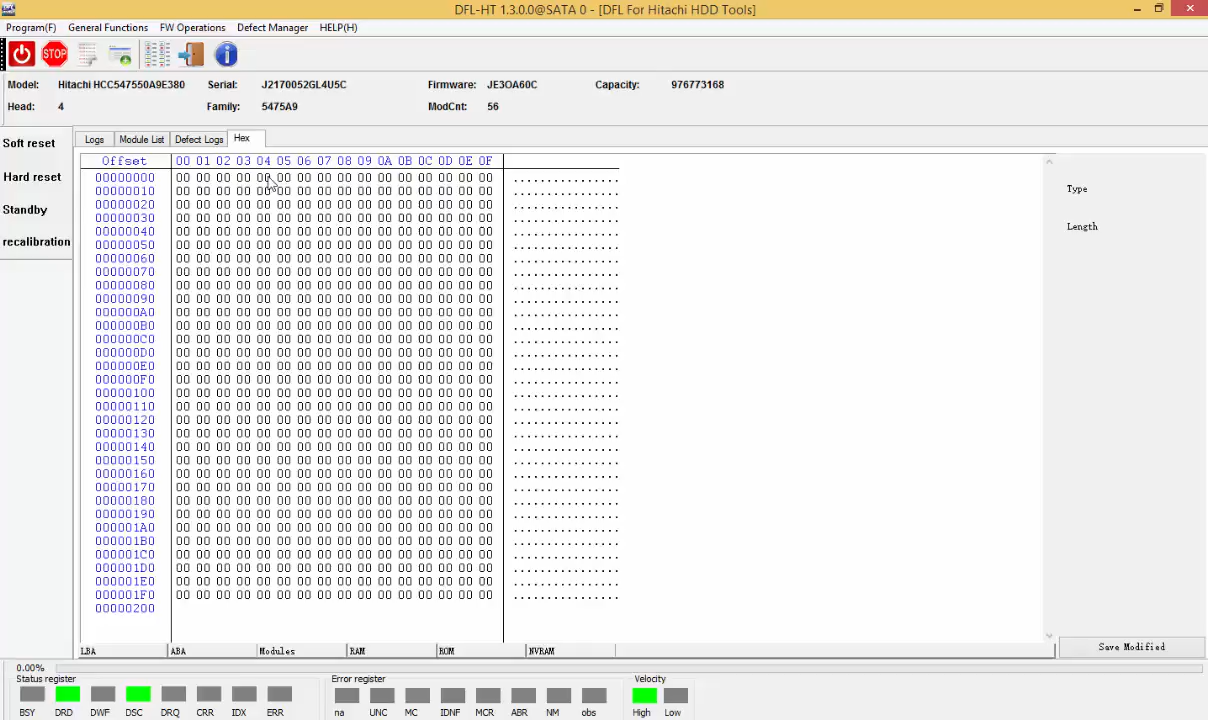 DFL-HT 1.3.0.0@SATA 0 - [DFL For Hitachi HDD Tools]
Program(F) General Functions FW Operations Defect Manager HELP(H)
STOP
Model: Hitachi HCC547550A9E380 Serial: J2170052GL4U5C Firmware: JE3OA60C Capacity: 976773168
Head: 4 Family: 5475A9 ModCnt: 56
Soft reset
Hard reset
Standby
recalibration
Logs Module List Defect Logs Hex
Offset 00 01 02 03 04 05 06 07 08 09 0A 0B 0C 0D 0E 0F
00000000 00 00 00 00 00 00 00 00 00 00 00 00 00 00 00 00 ................
00000010 00 00 00 00 00 00 00 00 00 00 00 00 00 00 00 00 ................
00000020 00 00 00 00 00 00 00 00 00 00 00 00 00 00 00 00 ................
00000030 00 00 00 00 00 00 00 00 00 00 00 00 00 00 00 00 ................
00000040 00 00 00 00 00 00 00 00 00 00 00 00 00 00 00 00 ................
00000050 00 00 00 00 00 00 00 00 00 00 00 00 00 00 00 00 ................
00000060 00 00 00 00 00 00 00 00 00 00 00 00 00 00 00 00 ................
00000070 00 00 00 00 00 00 00 00 00 00 00 00 00 00 00 00 ................
00000080 00 00 00 00 00 00 00 00 00 00 00 00 00 00 00 00 ................
00000090 00 00 00 00 00 00 00 00 00 00 00 00 00 00 00 00 ................
000000A0 00 00 00 00 00 00 00 00 00 00 00 00 00 00 00 00 ................
000000B0 00 00 00 00 00 00 00 00 00 00 00 00 00 00 00 00 ................
000000C0 00 00 00 00 00 00 00 00 00 00 00 00 00 00 00 00 ................
000000D0 00 00 00 00 00 00 00 00 00 00 00 00 00 00 00 00 ................
000000E0 00 00 00 00 00 00 00 00 00 00 00 00 00 00 00 00 ................
000000F0 00 00 00 00 00 00 00 00 00 00 00 00 00 00 00 00 ................
00000100 00 00 00 00 00 00 00 00 00 00 00 00 00 00 00 00 ................
00000110 00 00 00 00 00 00 00 00 00 00 00 00 00 00 00 00 ................
00000120 00 00 00 00 00 00 00 00 00 00 00 00 00 00 00 00 ................
00000130 00 00 00 00 00 00 00 00 00 00 00 00 00 00 00 00 ................
00000140 00 00 00 00 00 00 00 00 00 00 00 00 00 00 00 00 ................
00000150 00 00 00 00 00 00 00 00 00 00 00 00 00 00 00 00 ................
00000160 00 00 00 00 00 00 00 00 00 00 00 00 00 00 00 00 ................
00000170 00 00 00 00 00 00 00 00 00 00 00 00 00 00 00 00 ................
00000180 00 00 00 00 00 00 00 00 00 00 00 00 00 00 00 00 ................
00000190 00 00 00 00 00 00 00 00 00 00 00 00 00 00 00 00 ................
000001A0 00 00 00 00 00 00 00 00 00 00 00 00 00 00 00 00 ................
000001B0 00 00 00 00 00 00 00 00 00 00 00 00 00 00 00 00 ................
000001C0 00 00 00 00 00 00 00 00 00 00 00 00 00 00 00 00 ................
000001D0 00 00 00 00 00 00 00 00 00 00 00 00 00 00 00 00 ................
000001E0 00 00 00 00 00 00 00 00 00 00 00 00 00 00 00 00 ................
000001F0 00 00 00 00 00 00 00 00 00 00 00 00 00 00 00 00 ................
00000200
Type
Length
LBA ABA Modules RAM ROM NVRAM
Save Modified
0.00%
Status register Error register Velocity
BSY DRD DWF DSC DRQ CRR IDX ERR na UNC MC IDNF MCR ABR NM obs High Low